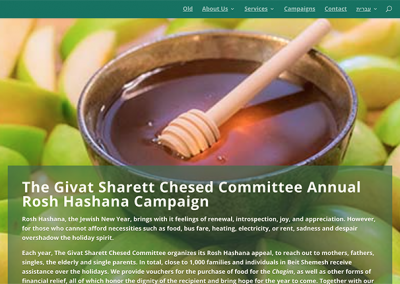 Old About Us Services Campaigns Contact עברית
The Givat Sharett Chesed Committee Annual
Rosh Hashana Campaign
Rosh Hashana, the Jewish New Year, brings with it feelings of renewal, introspection, joy, and appreciation. However,
for those who cannot afford necessities such as food, bus fare, heating, electricity, or rent, sadness and despair
overshadow the holiday spirit.
Each year, The Givat Sharett Chesed Committee organizes its Rosh Hashana appeal, to reach out to mothers, fathers,
singles, the elderly and single parents. In total, close to 1,000 families and individuals in Beit Shemesh receive
assistance over the holidays. We provide vouchers for the purchase of food for the Chagim, as well as other forms of
financial relief, all of which honor the dignity of the recipient and bring hope for the year to come. Together with our